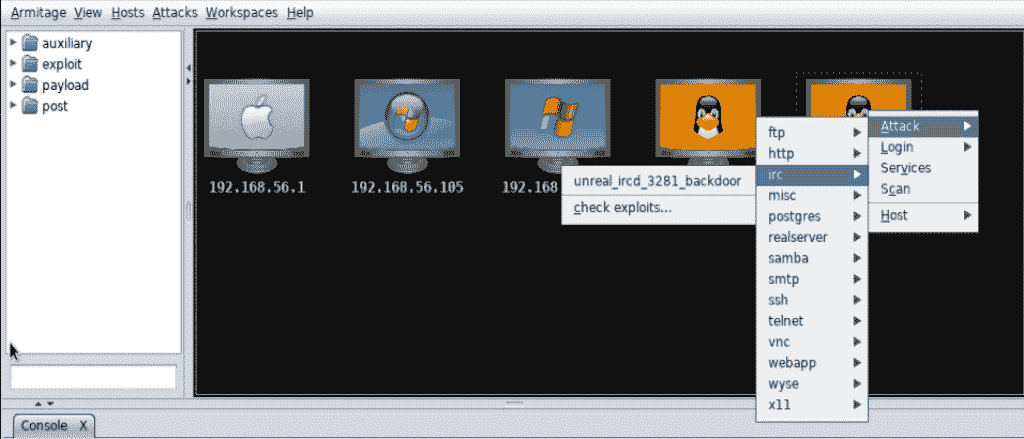 Armitage View Hosts Attacks Workspaces Help
auxiliary
exploit
payload
post
192.168.56.1
192.168.56.105
192.168
unreal_ircd_3281_backdoor
check exploits...
ftp
http
irc
misc
postgres
realserver
samba
smtp
ssh
telnet
vnc
webapp
wyse
x11
Attack
Login
Services
Scan
Host
Console X